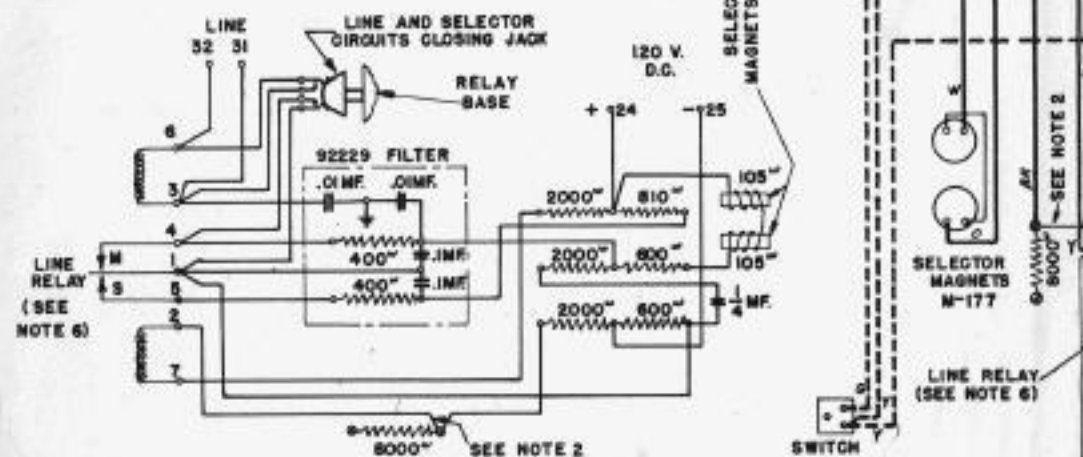 LINE
32 31
LINE AND SELECTOR
CIRCUITS CLOSING JACK
RELAY
BASE
120 V.
D.C.
+ 24
- 25
MAGNETS
6
3
4
M
1
S
5
2
7
LINE
RELAY
(SEE
NOTE 6)
92229 FILTER
.01MF. .01MF.
400~
.1MF.
400~
.1MF.
2000~ 810~
105~
2000~ 600~
105~
2000~ 600~
1/4 MF.
SEE NOTE 2
SWITCH
W
SELECTOR
MAGNETS
M-177
SEE NOTE 2
8000~
Y
LINE RELAY
(SEE NOTE 6)